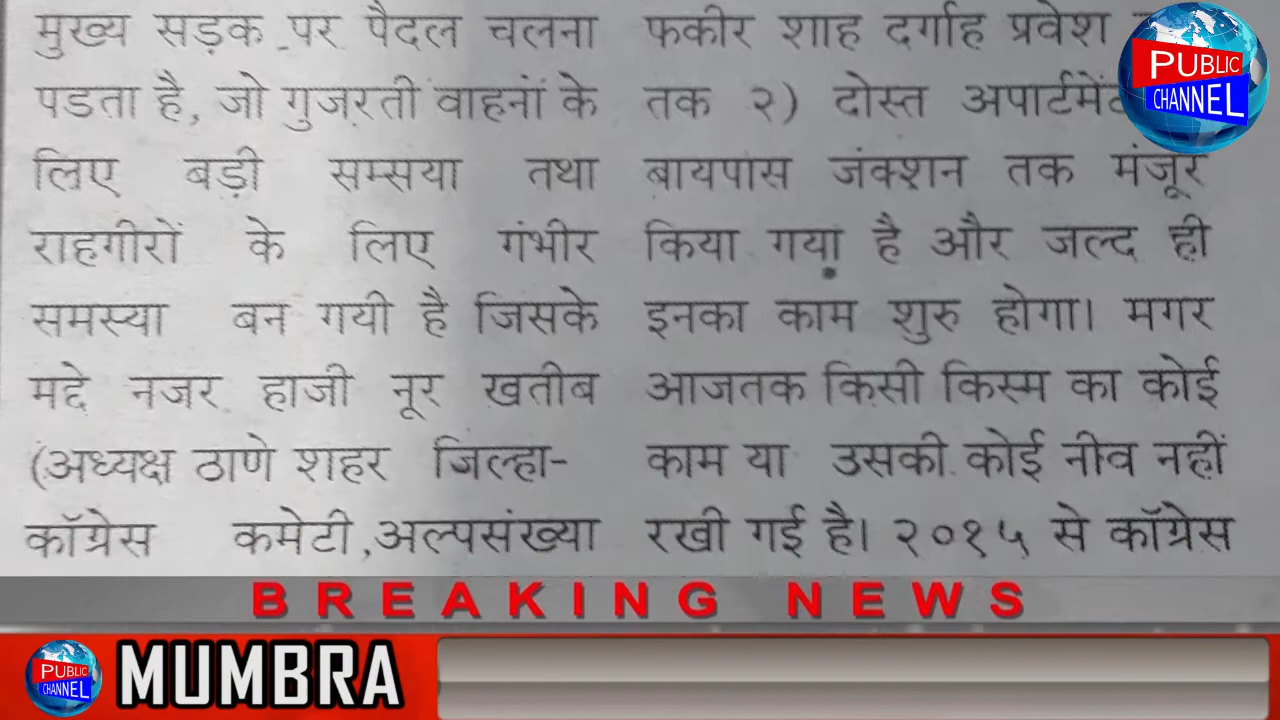 मुख्य सड़क पर पैदल चलना
पडता है, जो गुजरती वाहनों के
लिए बड़ी सम्सया तथा
राहगीरों के लिए गंभीर
समस्या बन गयी है जिसके
मद्दे नजर हाजी नूर खतीब
(अध्यक्ष ठाणे शहर जिल्हा-
कॉग्रेस कमेटी,अल्पसंख्या
फकीर शाह दर्गाह प्रवेश
तक २) दोस्त अपार्टमेंट
बायपास जंक्शन तक मंजूर
किया गया है और जल्द ही
इनका काम शुरु होगा। मगर
आजतक किसी किस्म का कोई
काम या उसकी कोई नीव नहीं
रखी गई है। २०१५ से कॉग्रेस
PUBLIC
CHANNEL
BREAKING NEWS
PUBLIC
CHANNEL
MUMBRA